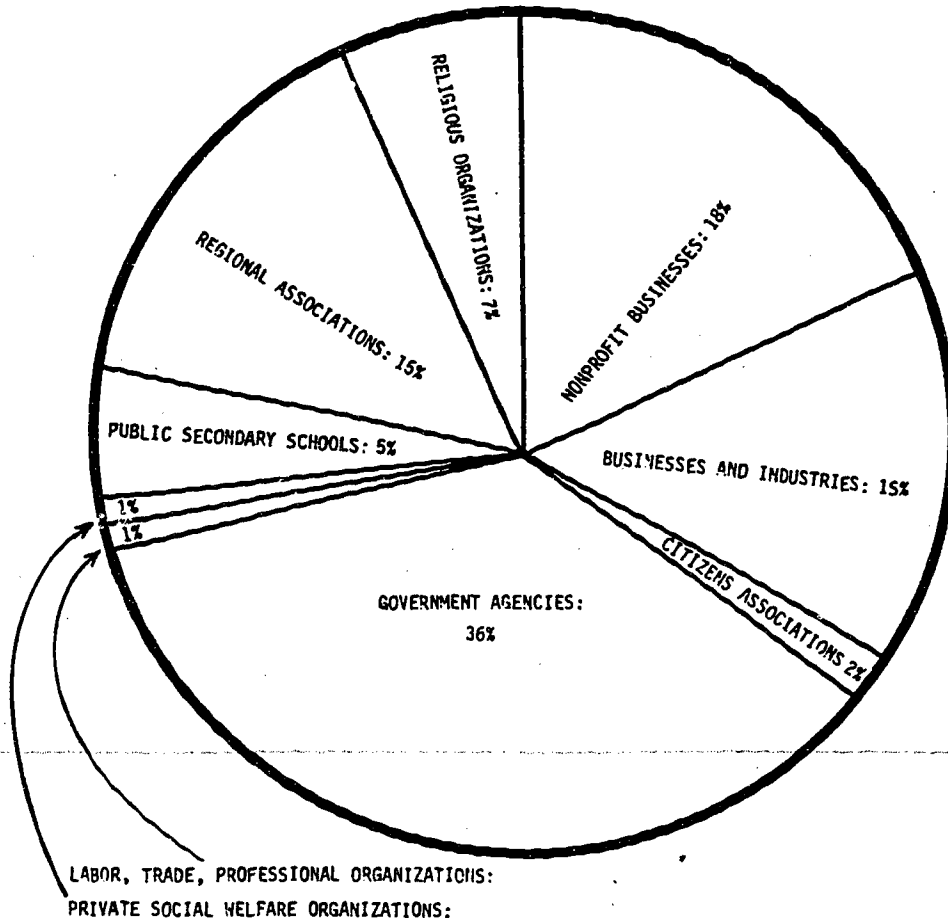 RELIGIOUS ORGANIZATIONS: 7%
NONPROFIT BUSINESSES: 18%
REGIONAL ASSOCIATIONS: 15%
PUBLIC SECONDARY SCHOOLS: 5%
BUSINESSES AND INDUSTRIES: 15%
1%
1%
CITIZENS ASSOCIATIONS 2%
GOVERNMENT AGENCIES:
36%
LABOR, TRADE, PROFESSIONAL ORGANIZATIONS:
PRIVATE SOCIAL WELFARE ORGANIZATIONS: